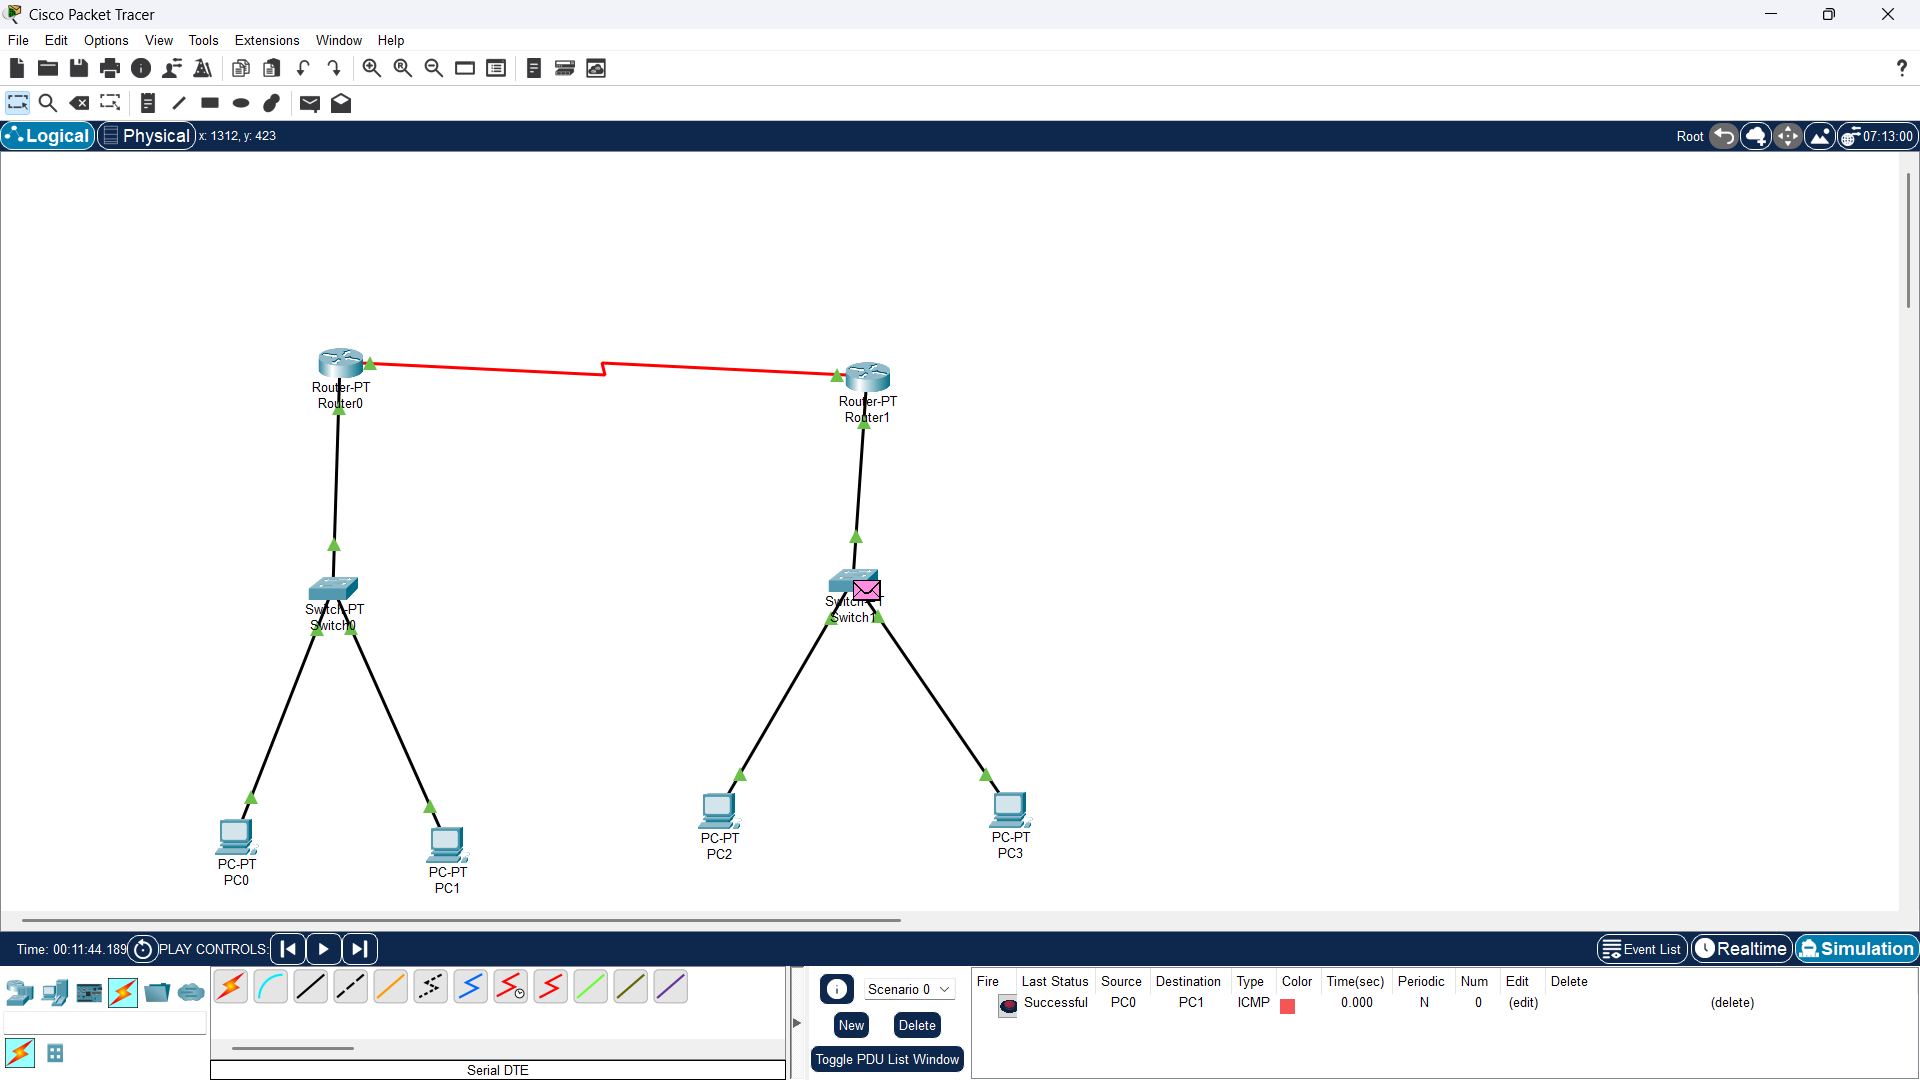 Cisco Packet Tracer
File Edit Options View Tools Extensions Window Help
?
Logical Physical x: 1312, y: 423 Root 07:13:00
Router-PT
Router0
Router-PT
Router1
Switch-PT
Switch0
Switch-PT
Switch1
PC-PT
PC0
PC-PT
PC1
PC-PT
PC2
PC-PT
PC3
Time: 00:11:44.189 PLAY CONTROLS: Event List Realtime Simulation
Scenario 0
New Delete
Toggle PDU List Window
Fire Last Status Source Destination Type Color Time(sec) Periodic Num Edit Delete
Successful PC0 PC1 ICMP 0.000 N 0 (edit) (delete)
Serial DTE